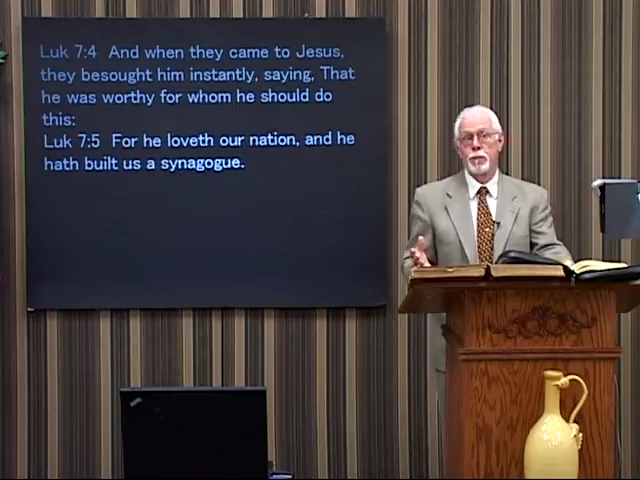 Luk 7:4 And when they came to Jesus,
they besought him instantly, saying, That
he was worthy for whom he should do
this:
Luk 7:5 For he loveth our nation, and he
hath built us a synagogue.